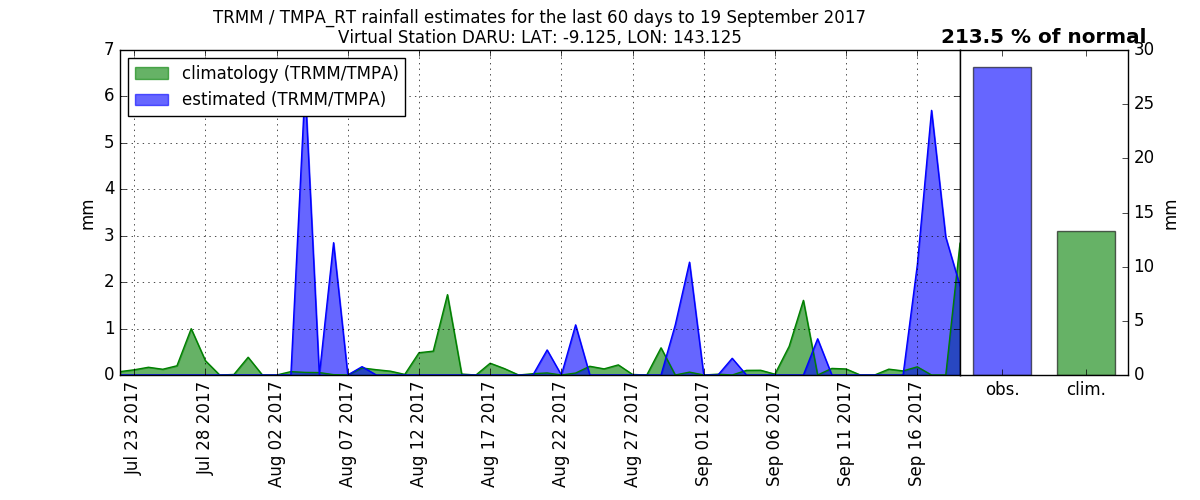 TRMM / TMPA_RT rainfall estimates for the last 60 days to 19 September 2017
Virtual Station DARU: LAT: -9.125, LON: 143.125
213.5 % of normal
climatology (TRMM/TMPA)
estimated (TRMM/TMPA)
7
6
5
4
3
2
1
0
mm
30
25
20
15
10
5
0
mm
Jul 23 2017
Jul 28 2017
Aug 02 2017
Aug 07 2017
Aug 12 2017
Aug 17 2017
Aug 22 2017
Aug 27 2017
Sep 01 2017
Sep 06 2017
Sep 11 2017
Sep 16 2017
obs.
clim.